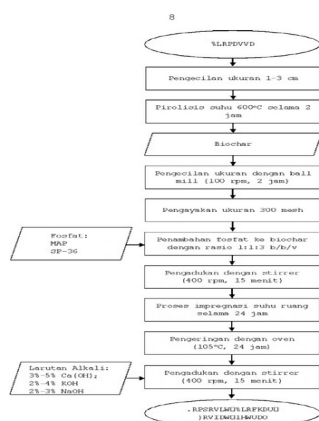 8
%LRPDVVD
Pengecilan ukuran 1-3 cm
Pirolisis suhu 600°C selama 2
jam
Biochar
Pengecilan ukuran dengan ball
mill (100 rpm, 2 jam)
Pengayakan ukuran 300 mesh
Fosfat:
MAP
SP-36
Penambahan fosfat ke biochar
dengan rasio 1:1:3 b/b/v
Pengadukan dengan stirrer
(400 rpm, 15 menit)
Proses impregnasi suhu ruang
selama 24 jam
Pengeringan dengan oven
(105°C, 24 jam)
Larutan Alkali:
3%-5% Ca(OH);
2%-4% KOH
2%-3% NaOH
Pengadukan dengan stirrer
(400 rpm, 15 menit)